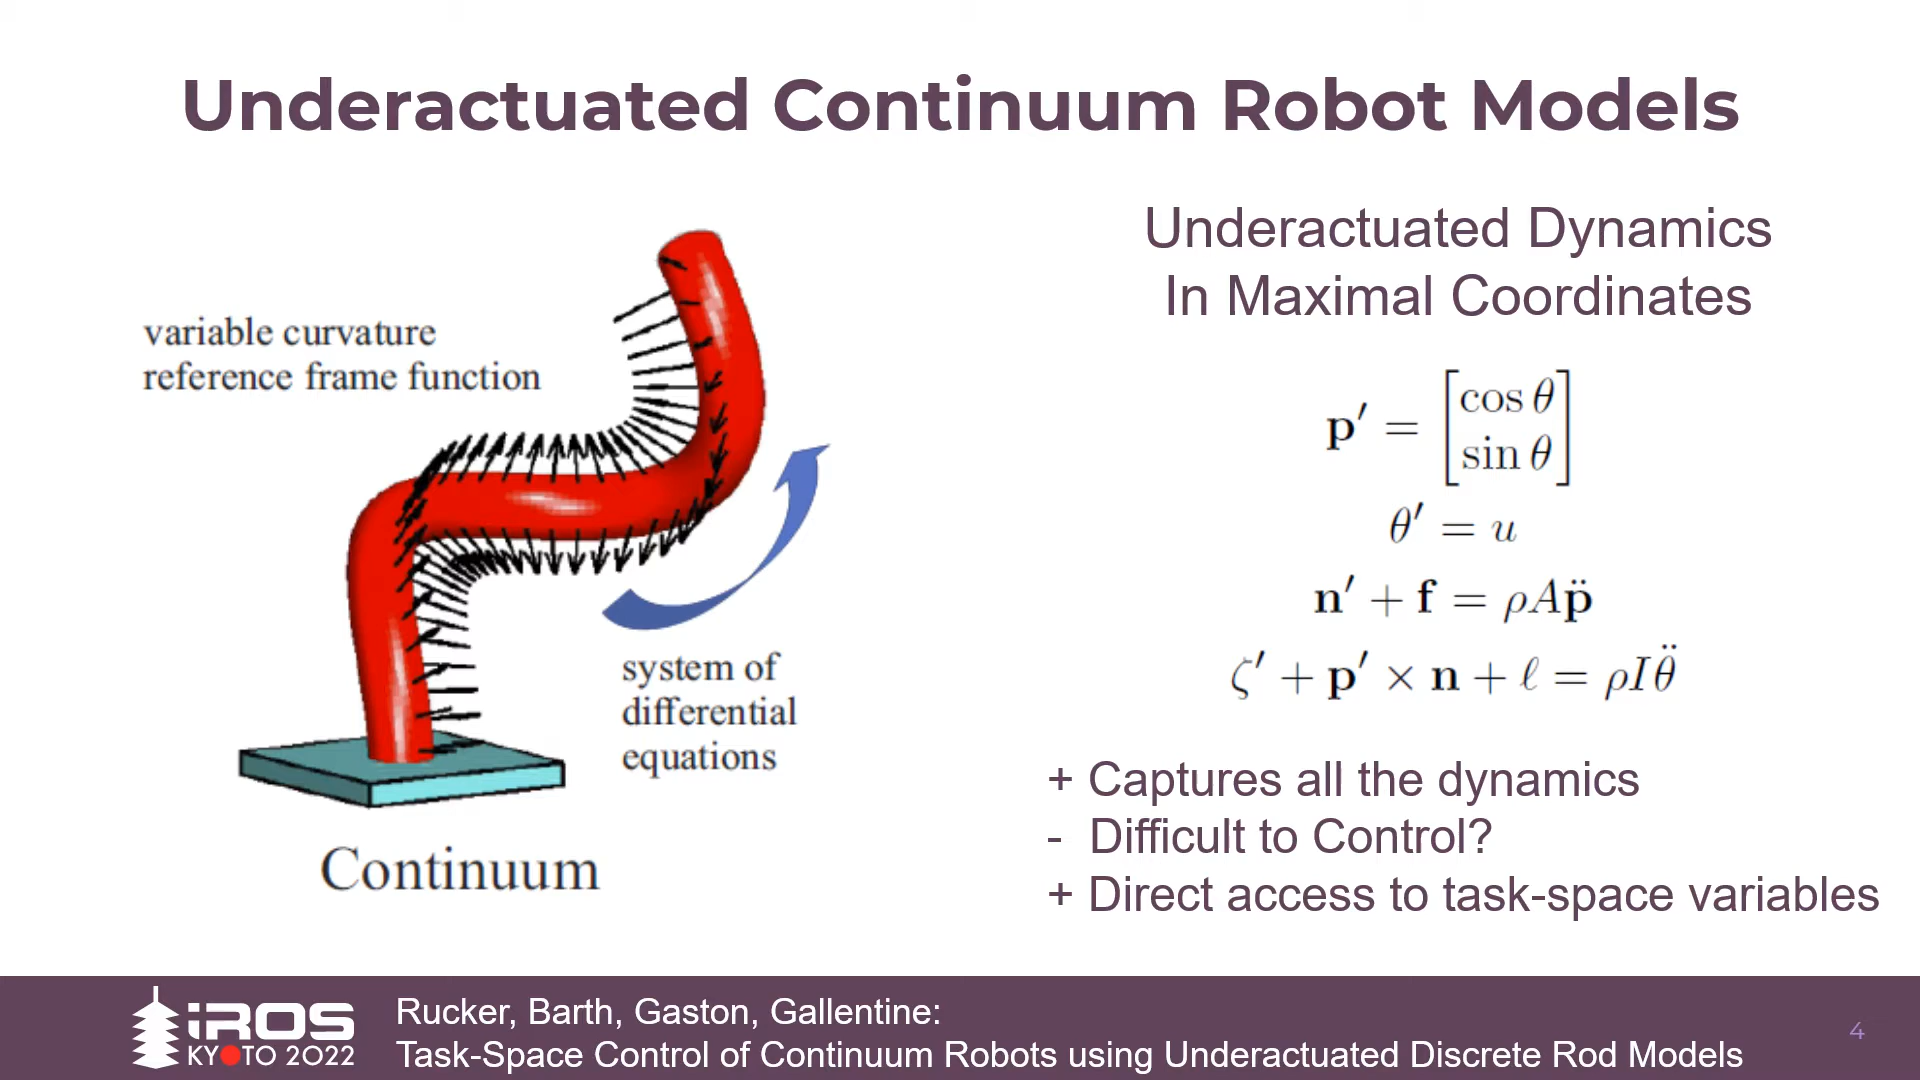 Underactuated Continuum Robot Models
variable curvature
reference frame function
system of
differential
equations
Continuum
Underactuated Dynamics
In Maximal Coordinates
p′ = [cos θ
sin θ]
θ′ = u
n′ + f = ρAp̈
ζ′ + p′ × n + ℓ = ρIθ̈
+ Captures all the dynamics
- Difficult to Control?
+ Direct access to task-space variables
iROS
KYOTO 2022
Rucker, Barth, Gaston, Gallentine:
Task-Space Control of Continuum Robots using Underactuated Discrete Rod Models
4